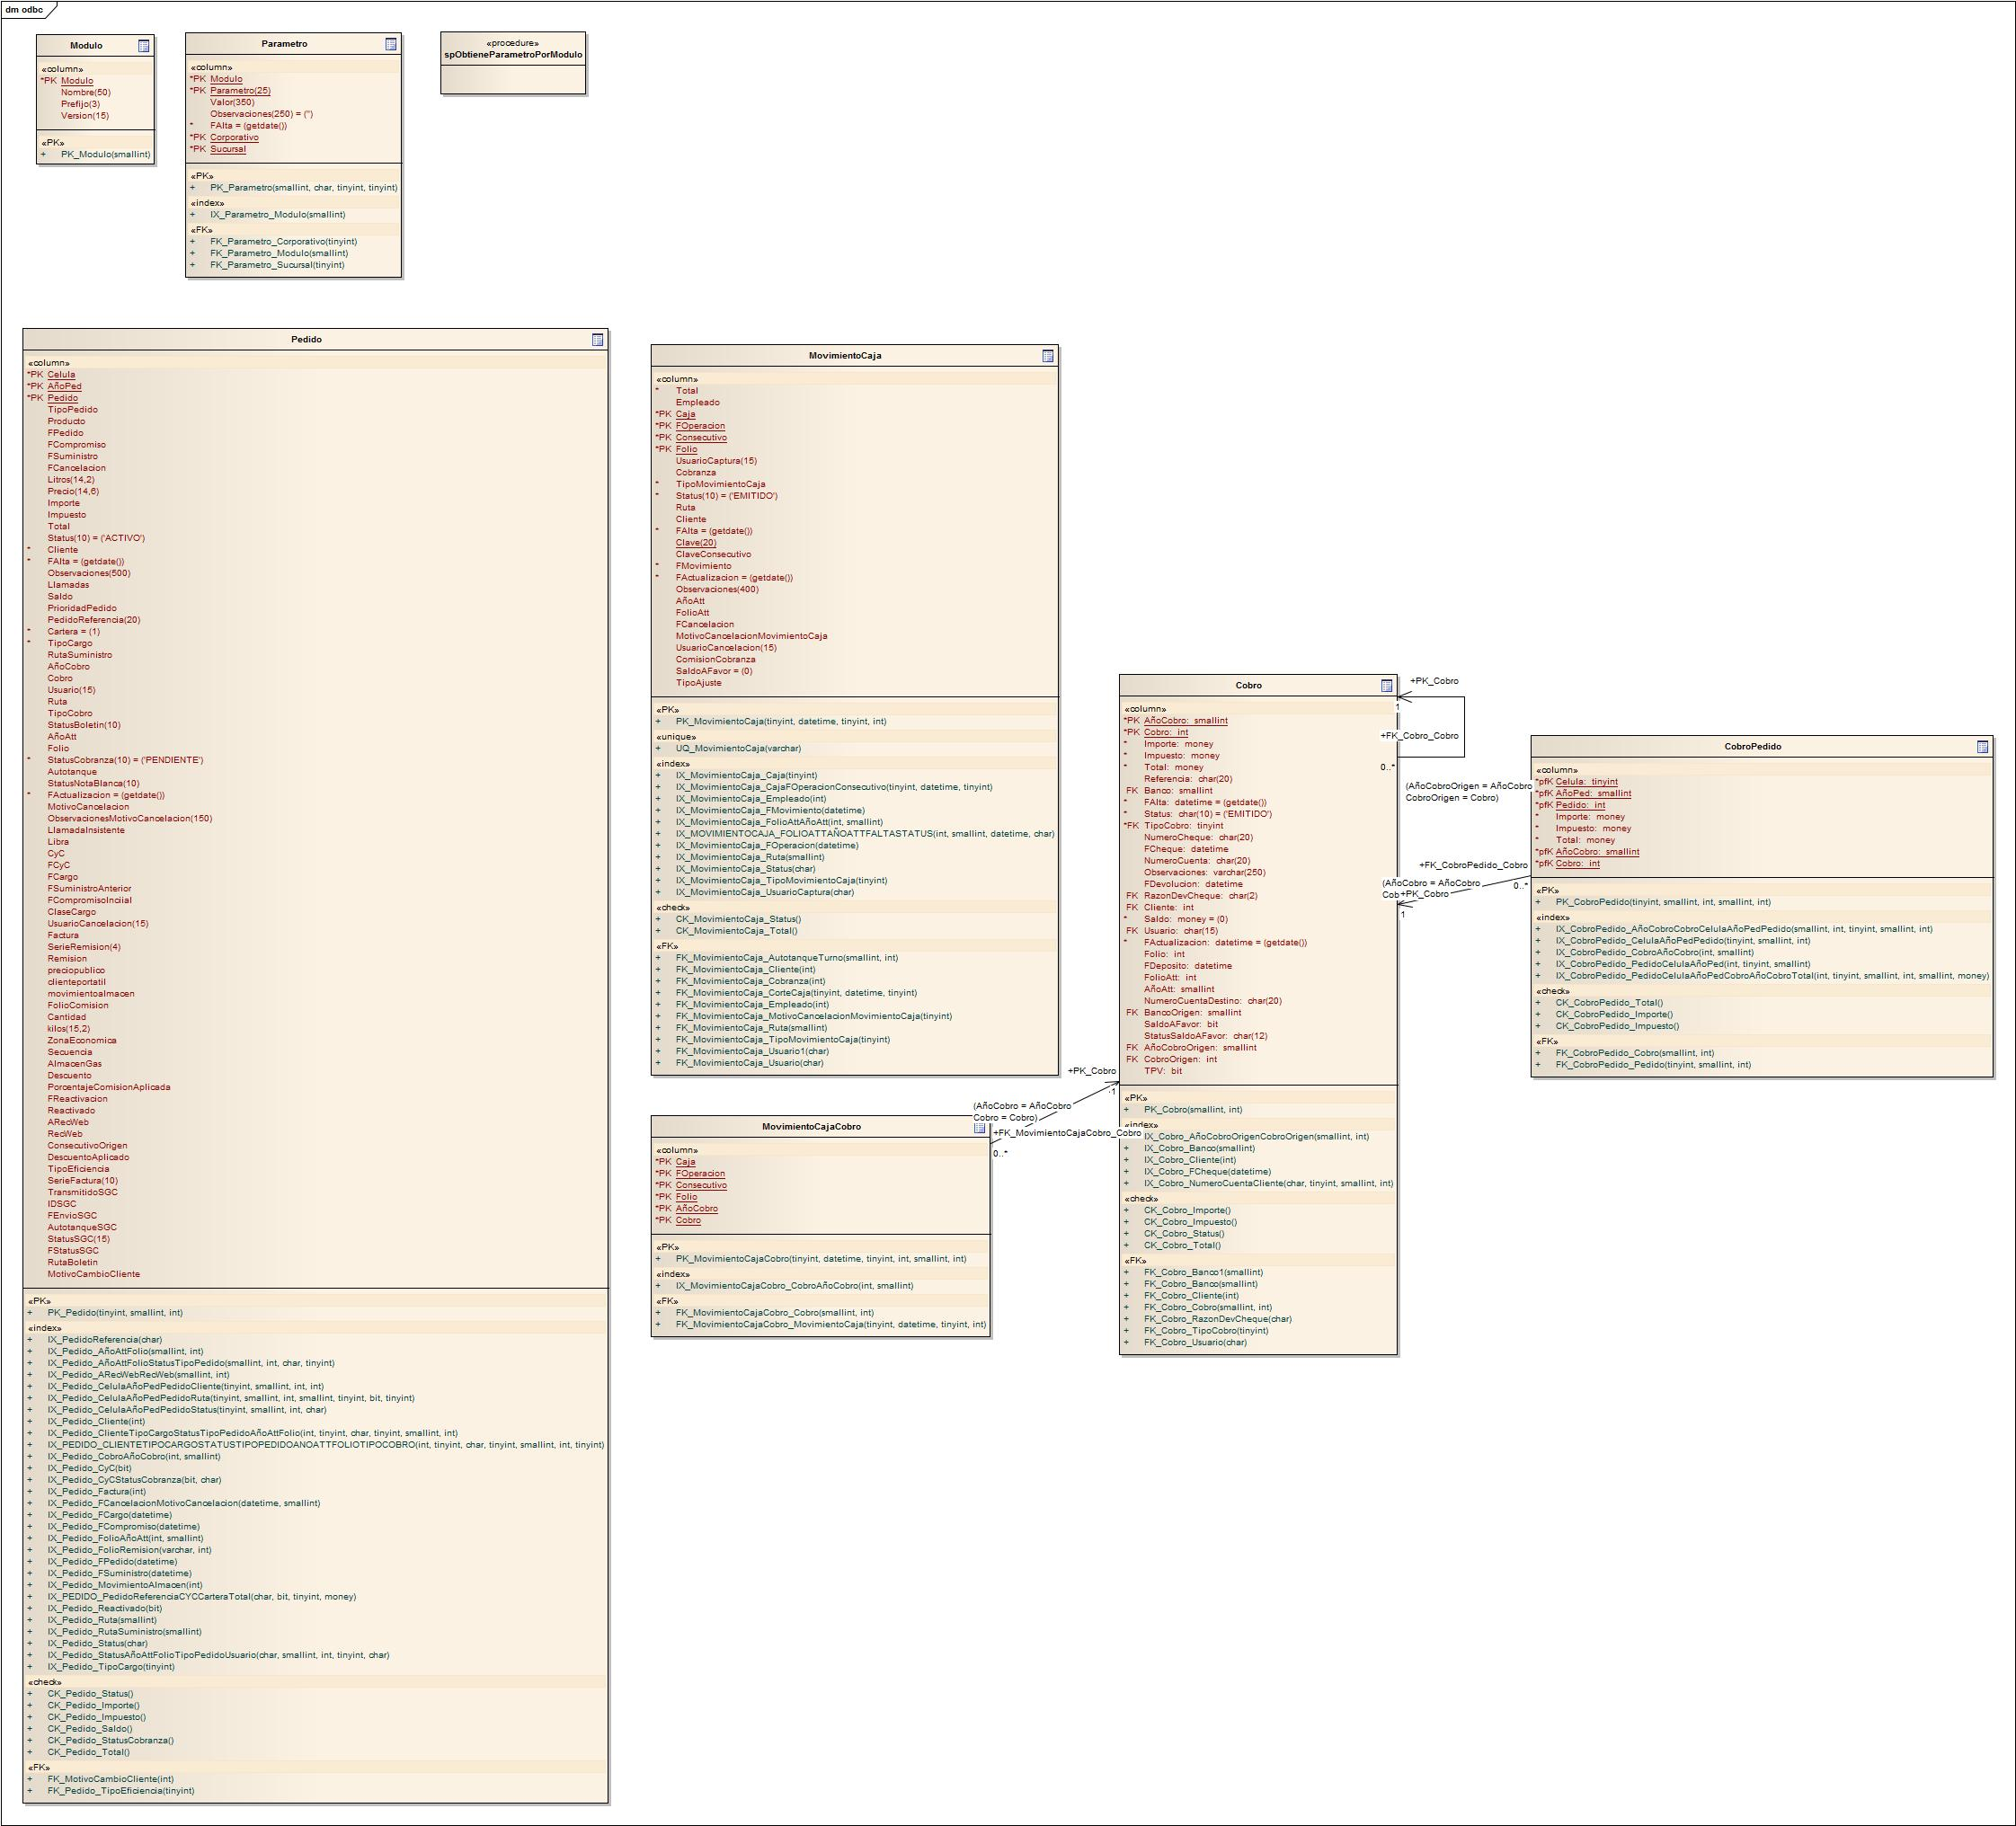 dm odbc
Modulo
«column»
*PK Modulo
Nombre(50)
Prefijo(3)
Version(15)
«PK»
+ PK_Modulo(smallint)
Parametro
«column»
*PK Modulo
*PK Parametro(25)
Valor(350)
Observaciones(250) = ('')
* FAlta = (getdate())
*PK Corporativo
*PK Sucursal
«PK»
+ PK_Parametro(smallint, char, tinyint, tinyint)
«index»
+ IX_Parametro_Modulo(smallint)
«FK»
+ FK_Parametro_Corporativo(tinyint)
+ FK_Parametro_Modulo(smallint)
+ FK_Parametro_Sucursal(tinyint)
«procedure»
spObtieneParametroPorModulo
Pedido
«column»
*PK Celula
*PK AñoPed
*PK Pedido
TipoPedido
Producto
FPedido
FCompromiso
FSuministro
FCancelacion
Litros(14,2)
Precio(14,6)
Importe
Impuesto
Total
Status(10) = ('ACTIVO')
* Cliente
* FAlta = (getdate())
Observaciones(500)
Llamadas
Saldo
PrioridadPedido
PedidoReferencia(20)
* Cartera = (1)
* TipoCargo
RutaSuministro
AñoCobro
Cobro
Usuario(15)
Ruta
TipoCobro
StatusBoletin(10)
AñoAtt
Folio
* StatusCobranza(10) = ('PENDIENTE')
Autotanque
StatusNotaBlanca(10)
* FActualizacion = (getdate())
MotivoCancelacion
ObservacionesMotivoCancelacion(150)
LlamadaInsistente
Libra
CyC
FCyC
FCargo
FSuministroAnterior
FCompromisoInciial
ClaseCargo
UsuarioCancelacion(15)
Factura
SerieRemision(4)
Remision
preciopublico
clienteportatil
movimientoalmacen
FolioComision
Cantidad
kilos(15,2)
ZonaEconomica
Secuencia
AlmacenGas
Descuento
PorcentajeComisionAplicada
FReactivacion
Reactivado
ARecWeb
RecWeb
ConsecutivoOrigen
DescuentoAplicado
TipoEficiencia
SerieFactura(10)
TransmitidoSGC
IDSGC
FEnvioSGC
AutotanqueSGC
StatusSGC(15)
FStatusSGC
RutaBoletin
MotivoCambioCliente
«PK»
+ PK_Pedido(tinyint, smallint, int)
«index»
+ IX_PedidoReferencia(char)
+ IX_Pedido_AñoAttFolio(smallint, int)
+ IX_Pedido_AñoAttFolioStatusTipoPedido(smallint, int, char, tinyint)
+ IX_Pedido_ARecWebRecWeb(smallint, int)
+ IX_Pedido_CelulaAñoPedPedidoCliente(tinyint, smallint, int, int)
+ IX_Pedido_CelulaAñoPedPedidoRuta(tinyint, smallint, int, smallint, tinyint, bit, tinyint)
+ IX_Pedido_CelulaAñoPedPedidoStatus(tinyint, smallint, int, char)
+ IX_Pedido_Cliente(int)
+ IX_Pedido_ClienteTipoCargoStatusTipoPedidoAñoAttFolio(int, tinyint, char, tinyint, smallint, int)
+ IX_PEDIDO_CLIENTETIPOCARGOSTATUSTIPOPEDIDOANOATTFOLIOTIPOCOBRO(int, tinyint, char, tinyint, smallint, int, tinyint)
+ IX_Pedido_CobroAñoCobro(int, smallint)
+ IX_Pedido_CyC(bit)
+ IX_Pedido_CyCStatusCobranza(bit, char)
+ IX_Pedido_Factura(int)
+ IX_Pedido_FCancelacionMotivoCancelacion(datetime, smallint)
+ IX_Pedido_FCargo(datetime)
+ IX_Pedido_FCompromiso(datetime)
+ IX_Pedido_FolioAñoAtt(int, smallint)
+ IX_Pedido_FolioRemision(varchar, int)
+ IX_Pedido_FPedido(datetime)
+ IX_Pedido_FSuministro(datetime)
+ IX_Pedido_MovimientoAlmacen(int)
+ IX_PEDIDO_PedidoReferenciaCYCCarteraTotal(char, bit, tinyint, money)
+ IX_Pedido_Reactivado(bit)
+ IX_Pedido_Ruta(smallint)
+ IX_Pedido_RutaSuministro(smallint)
+ IX_Pedido_Status(char)
+ IX_Pedido_StatusAñoAttFolioTipoPedidoUsuario(char, smallint, int, tinyint, char)
+ IX_Pedido_TipoCargo(tinyint)
«check»
+ CK_Pedido_Status()
+ CK_Pedido_Importe()
+ CK_Pedido_Impuesto()
+ CK_Pedido_Saldo()
+ CK_Pedido_StatusCobranza()
+ CK_Pedido_Total()
«FK»
+ FK_MotivoCambioCliente(int)
+ FK_Pedido_TipoEficiencia(tinyint)
MovimientoCaja
«column»
* Total
Empleado
*PK Caja
*PK FOperacion
*PK Consecutivo
*PK Folio
UsuarioCaptura(15)
Cobranza
* TipoMovimientoCaja
* Status(10) = ('EMITIDO')
Ruta
Cliente
* FAlta = (getdate())
Clave(20)
ClaveConsecutivo
* FMovimiento
* FActualizacion = (getdate())
Observaciones(400)
AñoAtt
FolioAtt
FCancelacion
MotivoCancelacionMovimientoCaja
UsuarioCancelacion(15)
ComisionCobranza
SaldoAFavor = (0)
TipoAjuste
«PK»
+ PK_MovimientoCaja(tinyint, datetime, tinyint, int)
«unique»
+ UQ_MovimientoCaja(varchar)
«index»
+ IX_MovimientoCaja_Caja(tinyint)
+ IX_MovimientoCaja_CajaFOperacionConsecutivo(tinyint, datetime, tinyint)
+ IX_MovimientoCaja_Empleado(int)
+ IX_MovimientoCaja_FMovimiento(datetime)
+ IX_MovimientoCaja_FolioAttAñoAtt(int, smallint)
+ IX_MOVIMIENTOCAJA_FOLIOATTAÑOATTFALTASTATUS(int, smallint, datetime, char)
+ IX_MovimientoCaja_FOperacion(datetime)
+ IX_MovimientoCaja_Ruta(smallint)
+ IX_MovimientoCaja_Status(char)
+ IX_MovimientoCaja_TipoMovimientoCaja(tinyint)
+ IX_MovimientoCaja_UsuarioCaptura(char)
«check»
+ CK_MovimientoCaja_Status()
+ CK_MovimientoCaja_Total()
«FK»
+ FK_MovimientoCaja_AutotanqueTurno(smallint, int)
+ FK_MovimientoCaja_Cliente(int)
+ FK_MovimientoCaja_Cobranza(int)
+ FK_MovimientoCaja_CorteCaja(tinyint, datetime, tinyint)
+ FK_MovimientoCaja_Empleado(int)
+ FK_MovimientoCaja_MotivoCancelacionMovimientoCaja(tinyint)
+ FK_MovimientoCaja_Ruta(smallint)
+ FK_MovimientoCaja_TipoMovimientoCaja(tinyint)
+ FK_MovimientoCaja_Usuario1(char)
+ FK_MovimientoCaja_Usuario(char)
MovimientoCajaCobro
«column»
*PK Caja
*PK FOperacion
*PK Consecutivo
*PK Folio
*PK AñoCobro
*PK Cobro
«PK»
+ PK_MovimientoCajaCobro(tinyint, datetime, tinyint, int, smallint, int)
«index»
+ IX_MovimientoCajaCobro_CobroAñoCobro(int, smallint)
«FK»
+ FK_MovimientoCajaCobro_Cobro(smallint, int)
+ FK_MovimientoCajaCobro_MovimientoCaja(tinyint, datetime, tinyint, int)
+PK_Cobro
1
(AñoCobro = AñoCobro
Cobro = Cobro)
+FK_MovimientoCajaCobro_Cobro
0..*
Cobro
«column»
*PK AñoCobro: smallint
*PK Cobro: int
* Importe: money
* Impuesto: money
* Total: money
Referencia: char(20)
FK Banco: smallint
* FAlta: datetime = (getdate())
* Status: char(10) = ('EMITIDO')
*FK TipoCobro: tinyint
NumeroCheque: char(20)
FCheque: datetime
NumeroCuenta: char(20)
Observaciones: varchar(250)
FDevolucion: datetime
FK RazonDevCheque: char(2)
FK Cliente: int
* Saldo: money = (0)
FK Usuario: char(15)
* FActualizacion: datetime = (getdate())
Folio: int
FDeposito: datetime
FolioAtt: int
AñoAtt: smallint
NumeroCuentaDestino: char(20)
FK BancoOrigen: smallint
SaldoAFavor: bit
StatusSaldoAFavor: char(12)
FK AñoCobroOrigen: smallint
FK CobroOrigen: int
TPV: bit
«PK»
+ PK_Cobro(smallint, int)
«index»
IX_Cobro_AñoCobroOrigenCobroOrigen(smallint, int)
+ IX_Cobro_Banco(smallint)
+ IX_Cobro_Cliente(int)
+ IX_Cobro_FCheque(datetime)
+ IX_Cobro_NumeroCuentaCliente(char, tinyint, smallint, int)
«check»
+ CK_Cobro_Importe()
+ CK_Cobro_Impuesto()
+ CK_Cobro_Status()
+ CK_Cobro_Total()
«FK»
+ FK_Cobro_Banco1(smallint)
+ FK_Cobro_Banco(smallint)
+ FK_Cobro_Cliente(int)
+ FK_Cobro_Cobro(smallint, int)
+ FK_Cobro_RazonDevCheque(char)
+ FK_Cobro_TipoCobro(tinyint)
+ FK_Cobro_Usuario(char)
+PK_Cobro
1
+FK_Cobro_Cobro
0..*
(AñoCobroOrigen = AñoCobro
CobroOrigen = Cobro)
+FK_CobroPedido_Cobro
0..*
(AñoCobro = AñoCobro
Cob +PK_Cobro
1
CobroPedido
«column»
*pfK Celula: tinyint
*pfK AñoPed: smallint
*pfK Pedido: int
* Importe: money
* Impuesto: money
* Total: money
*pfK AñoCobro: smallint
*pfK Cobro: int
«PK»
+ PK_CobroPedido(tinyint, smallint, int, smallint, int)
«index»
+ IX_CobroPedido_AñoCobroCobroCelulaAñoPedPedido(smallint, int, tinyint, smallint, int)
+ IX_CobroPedido_CelulaAñoPedPedido(tinyint, smallint, int)
+ IX_CobroPedido_CobroAñoCobro(int, smallint)
+ IX_CobroPedido_PedidoCelulaAñoPed(int, tinyint, smallint)
+ IX_CobroPedido_PedidoCelulaAñoPedCobroAñoCobroTotal(int, tinyint, smallint, int, smallint, money)
«check»
+ CK_CobroPedido_Total()
+ CK_CobroPedido_Importe()
+ CK_CobroPedido_Impuesto()
«FK»
+ FK_CobroPedido_Cobro(smallint, int)
+ FK_CobroPedido_Pedido(tinyint, smallint, int)